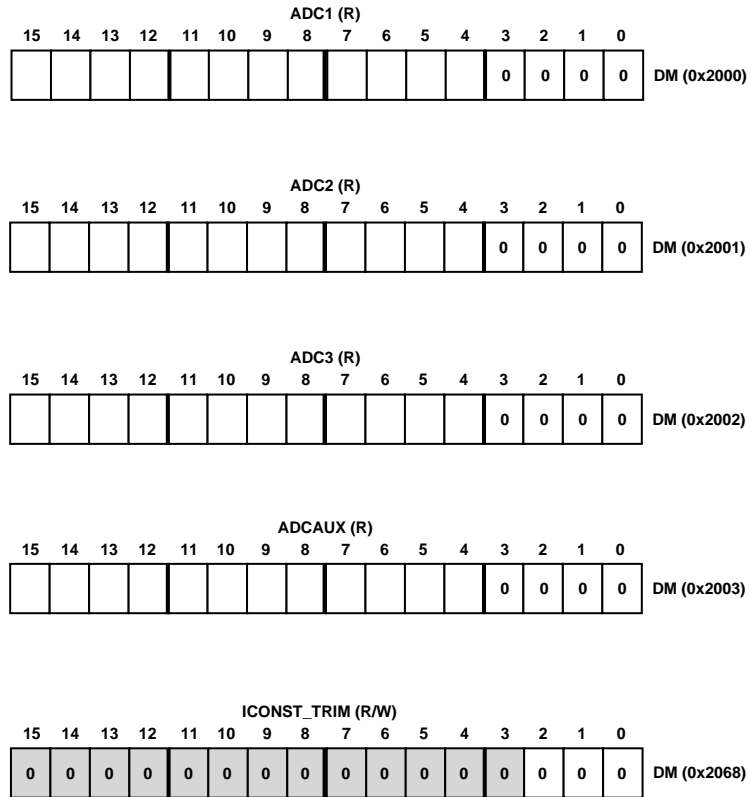 ADC1 (R)
15 14 13 12 11 10 9 8 7 6 5 4 3 2 1 0
0 0 0 0 DM (0x2000)
ADC2 (R)
15 14 13 12 11 10 9 8 7 6 5 4 3 2 1 0
0 0 0 0 DM (0x2001)
ADC3 (R)
15 14 13 12 11 10 9 8 7 6 5 4 3 2 1 0
0 0 0 0 DM (0x2002)
ADCAUX (R)
15 14 13 12 11 10 9 8 7 6 5 4 3 2 1 0
0 0 0 0 DM (0x2003)
ICONST_TRIM (R/W)
15 14 13 12 11 10 9 8 7 6 5 4 3 2 1 0
0 0 0 0 0 0 0 0 0 0 0 0 0 0 0 0 DM (0x2068)